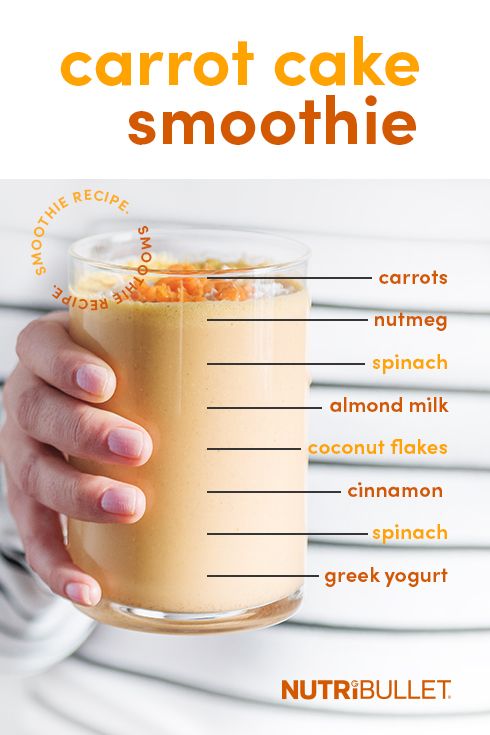 carrot cake
smoothie
SMOOTHIE RECIPE.
SMOOTHIE RECIPE.
carrots
nutmeg
spinach
almond milk
coconut flakes
cinnamon
spinach
greek yogurt
NUTRiBULLET®